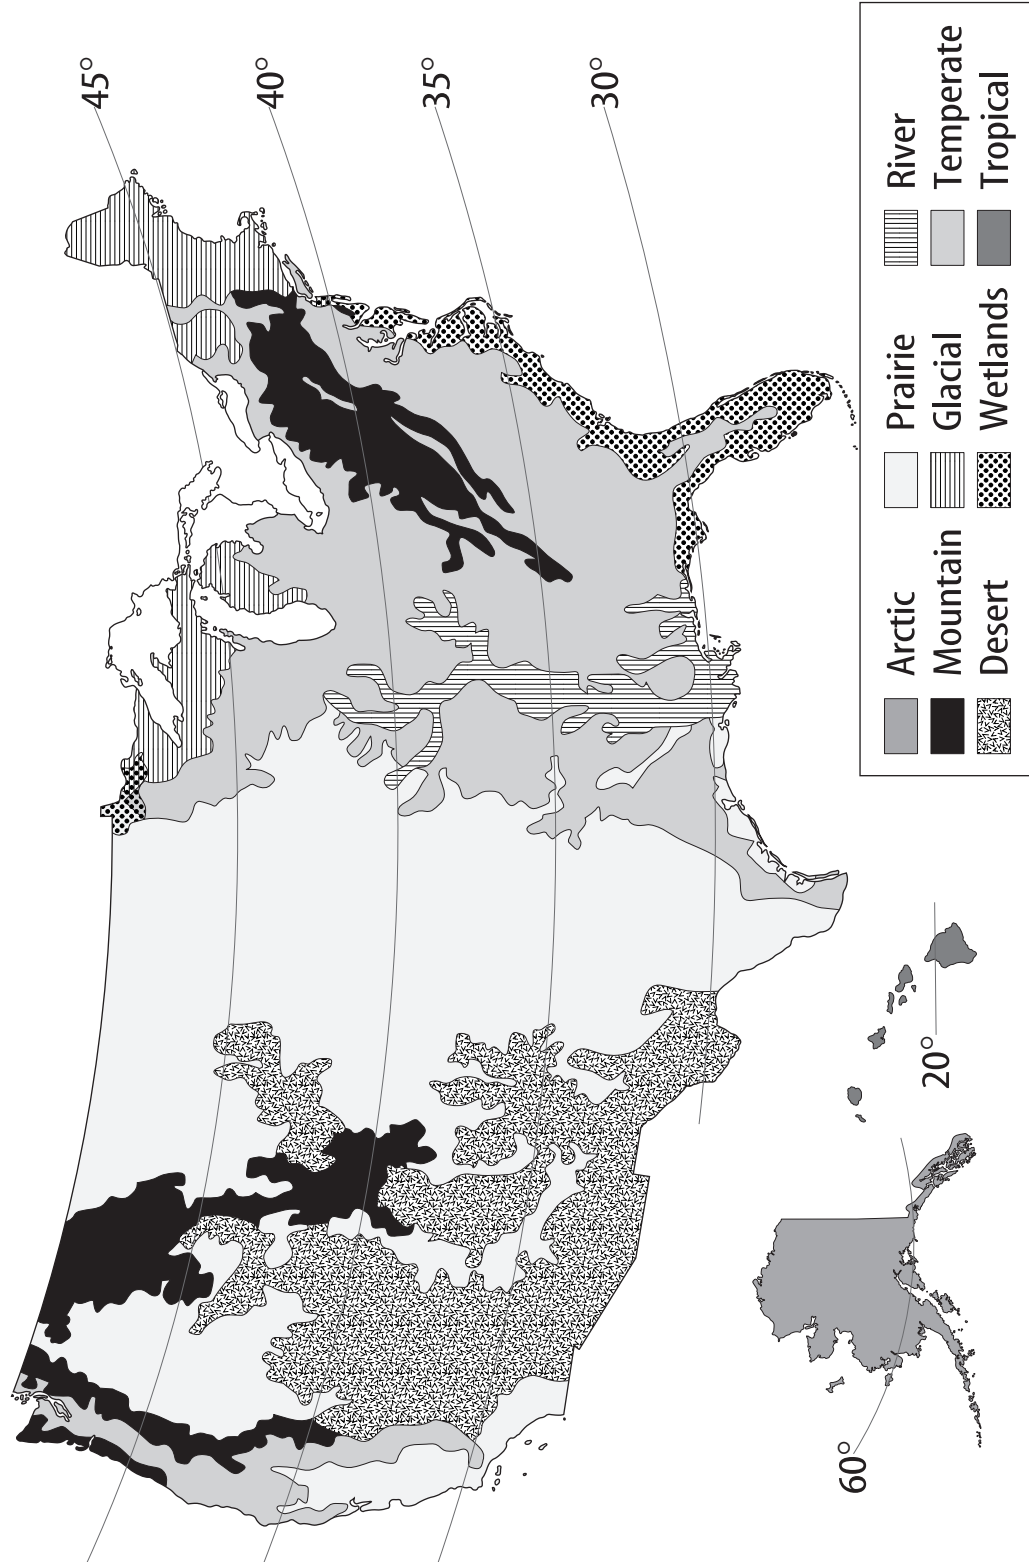 45°
40°
35°
30°
60°
20°
Arctic Prairie River
Mountain Glacial Temperate
Desert Wetlands Tropical